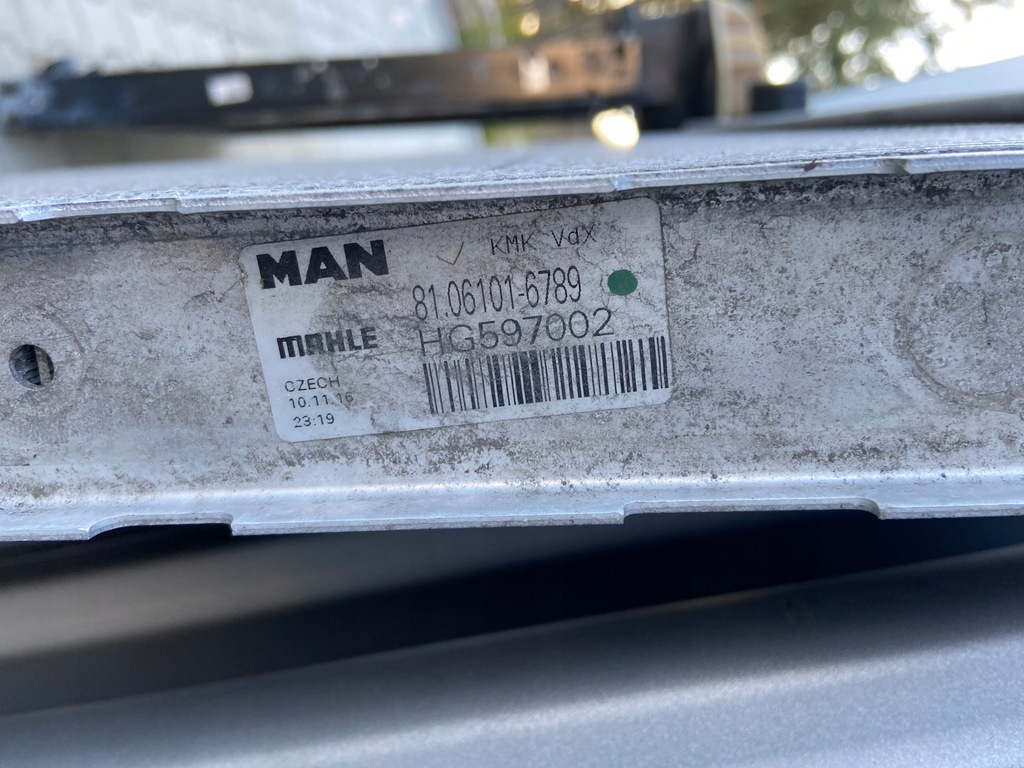 MAN
KMK VdX
81.06101-6789
MAHLE
HG597002
CZECH
10.11.16
23:19